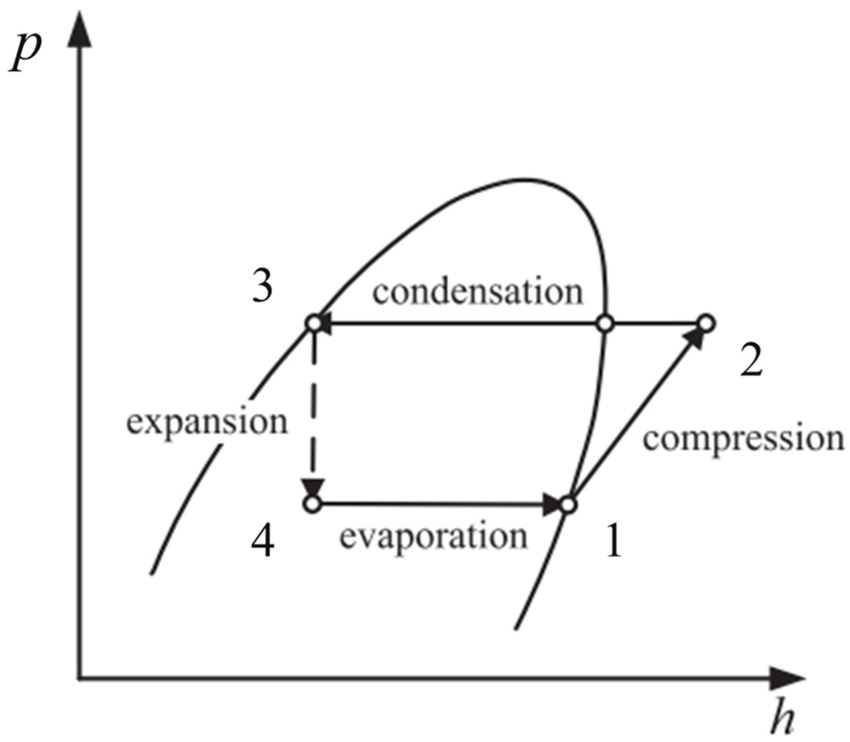 p
3
condensation
2
expansion
compression
4
evaporation
1
h